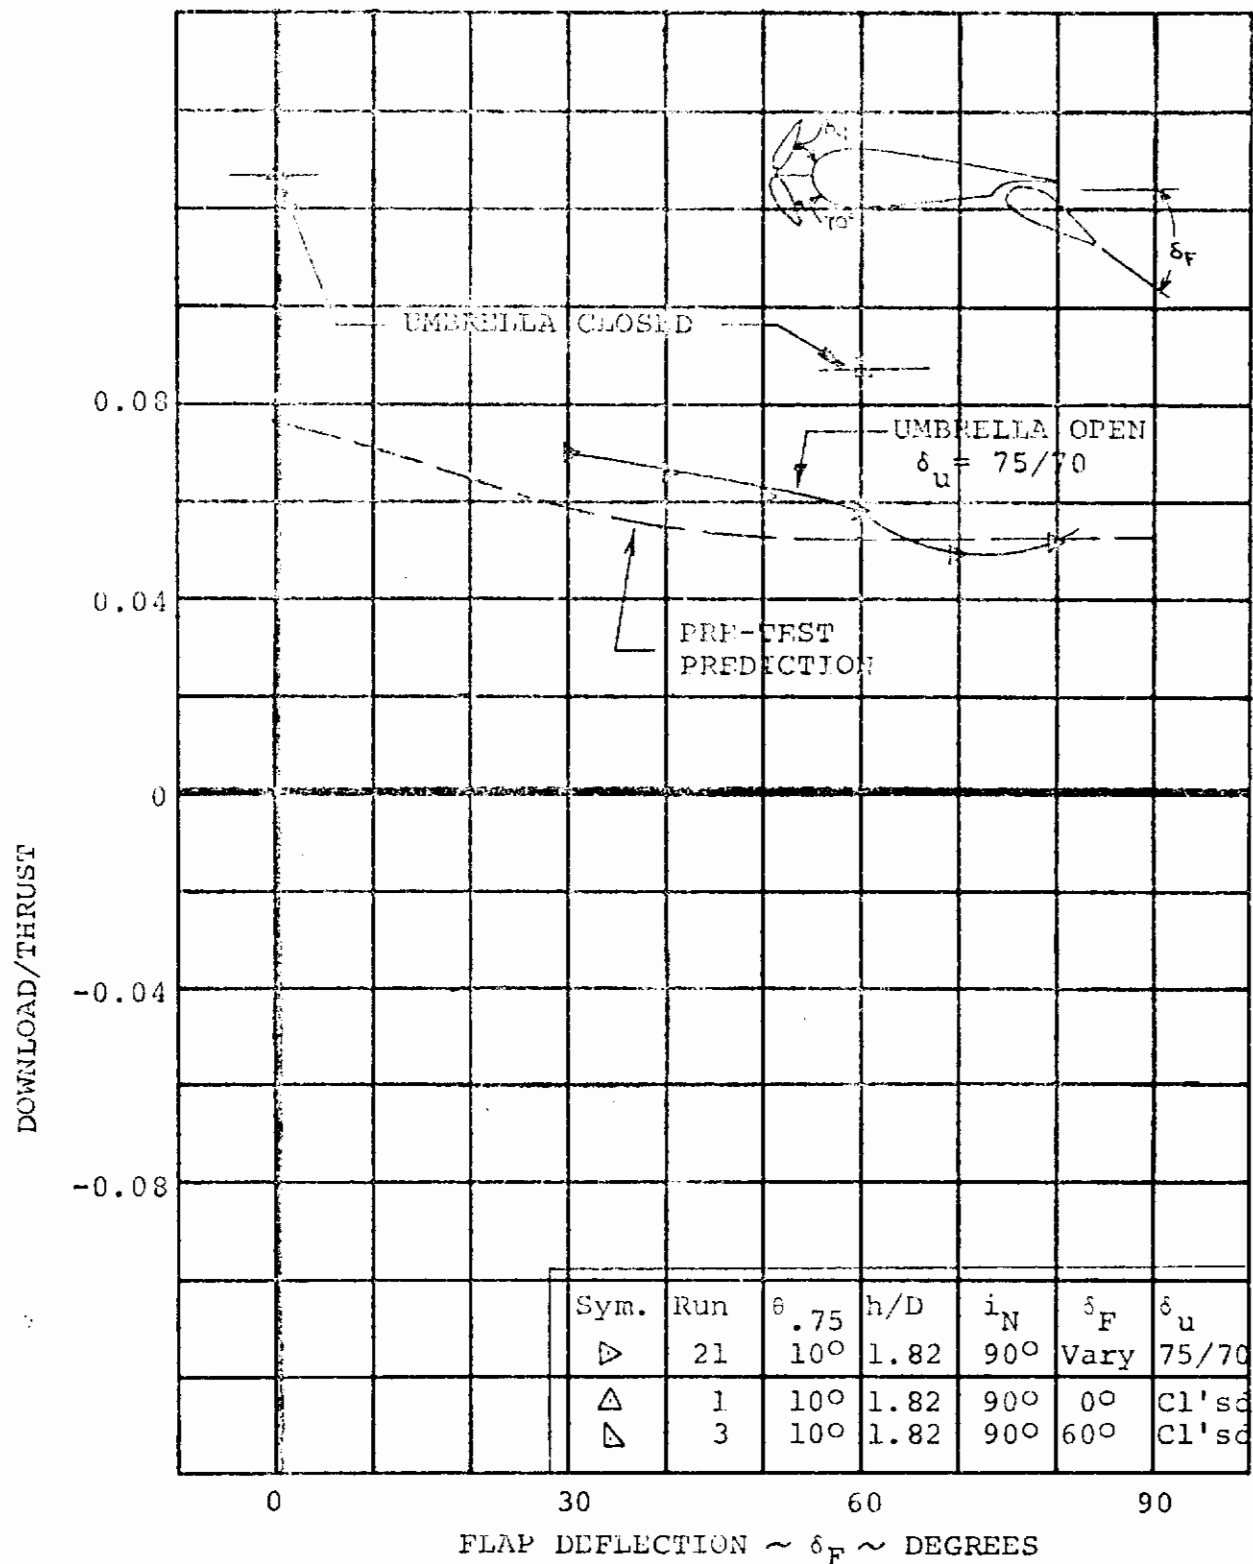 70°
δF
UMBRELLA CLOSED
0.08
UMBRELLA OPEN
δu = 75/70
0.04
PRE-TEST
PREDICTION
0
DOWNLOAD/THRUST
-0.04
-0.08
Sym. Run θ.75 h/D iN δF δu
▷ 21 10° 1.82 90° Vary 75/70
△ 1 10° 1.82 90° 0° Cl'sd
◺ 3 10° 1.82 90° 60° Cl'sd
0 30 60 90
FLAP DEFLECTION ~ δF ~ DEGREES